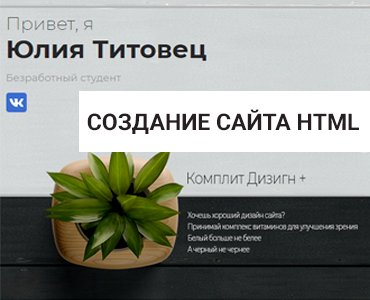 Привет, я
Юлия Титовец
Безработный студент
СОЗДАНИЕ САЙТА HTML
Комплит Дизигн +
Хочешь хороший дизайн сайта?
Принимай комплекс витаминов для улучшения зрения
Белый больше не белее
А черный не чернее